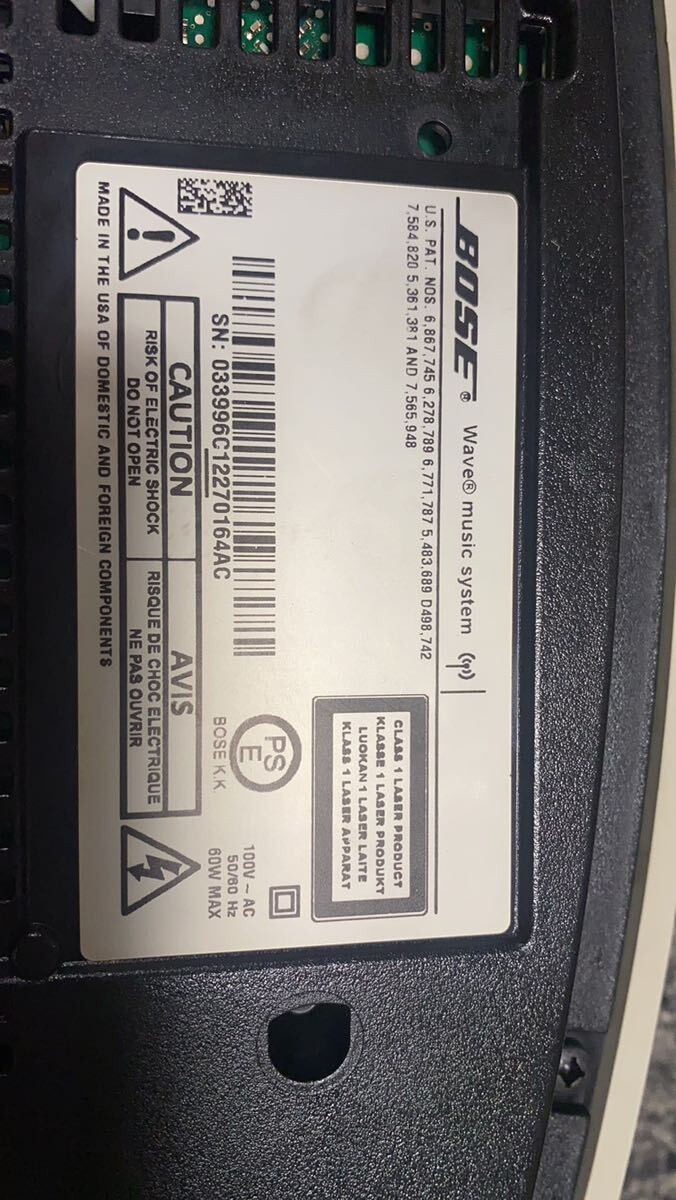 BOSE® Wave® music system
U.S. PAT. NOS. 6,867,745 6,278,789 6,771,787 5,483,689 D498,742
7,584,820 5,361,381 AND 7,565,948
CLASS 1 LASER PRODUCT
KLASSE 1 LASER PRODUKT
LUOKAN 1 LASER LAITE
KLASS 1 LASER APPARAT
SN: 033996C12270164AC
PS
E
BOSE K.K.
100V ~ AC
50/60 Hz
60W MAX
CAUTION
RISK OF ELECTRIC SHOCK
DO NOT OPEN
AVIS
RISQUE DE CHOC ELECTRIQUE
NE PAS OUVRIR
MADE IN THE USA OF DOMESTIC AND FOREIGN COMPONENTS